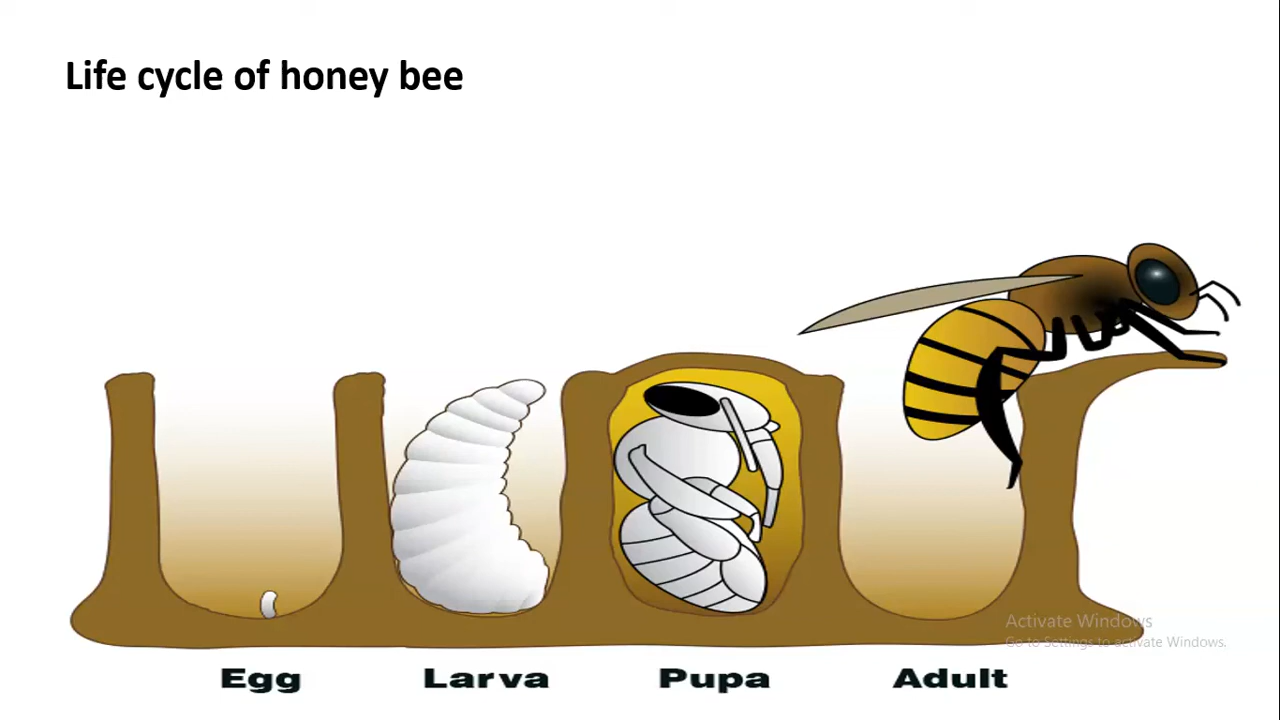 Life cycle of honey bee
Activate Windows
Go to Settings to activate Windows.
Egg
Larva
Pupa
Adult